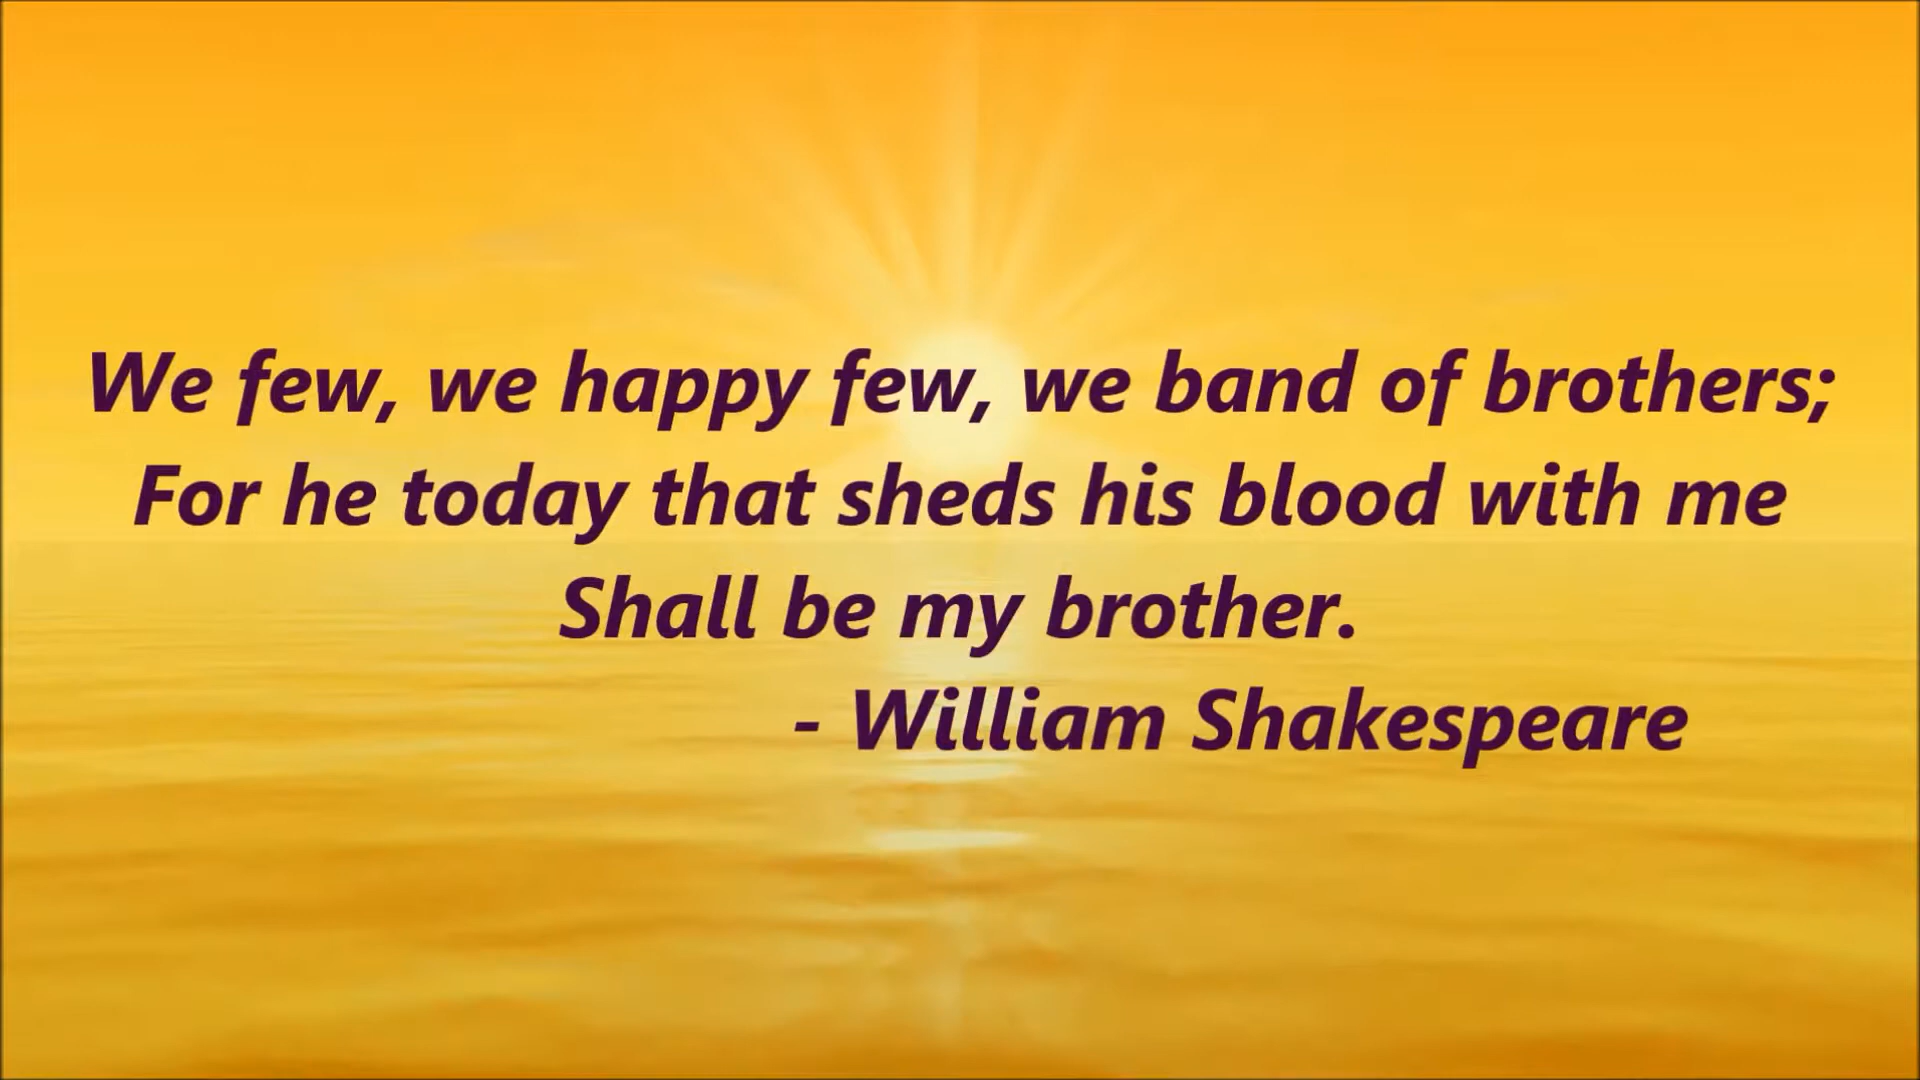 We few, we happy few, we band of brothers;
For he today that sheds his blood with me
Shall be my brother.
- William Shakespeare